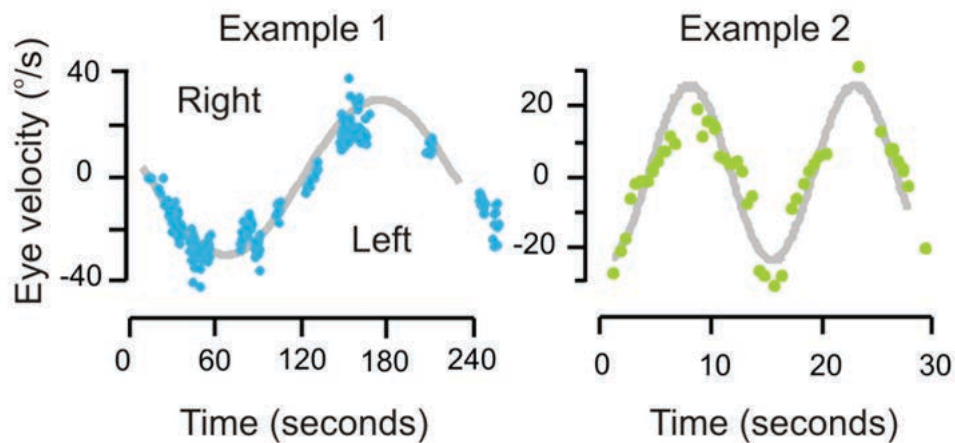 Example 1
Eye velocity (°/s)
40
0
-40
Right
Left
0 60 120 180 240
Time (seconds)
Example 2
20
0
-20
0 10 20 30
Time (seconds)